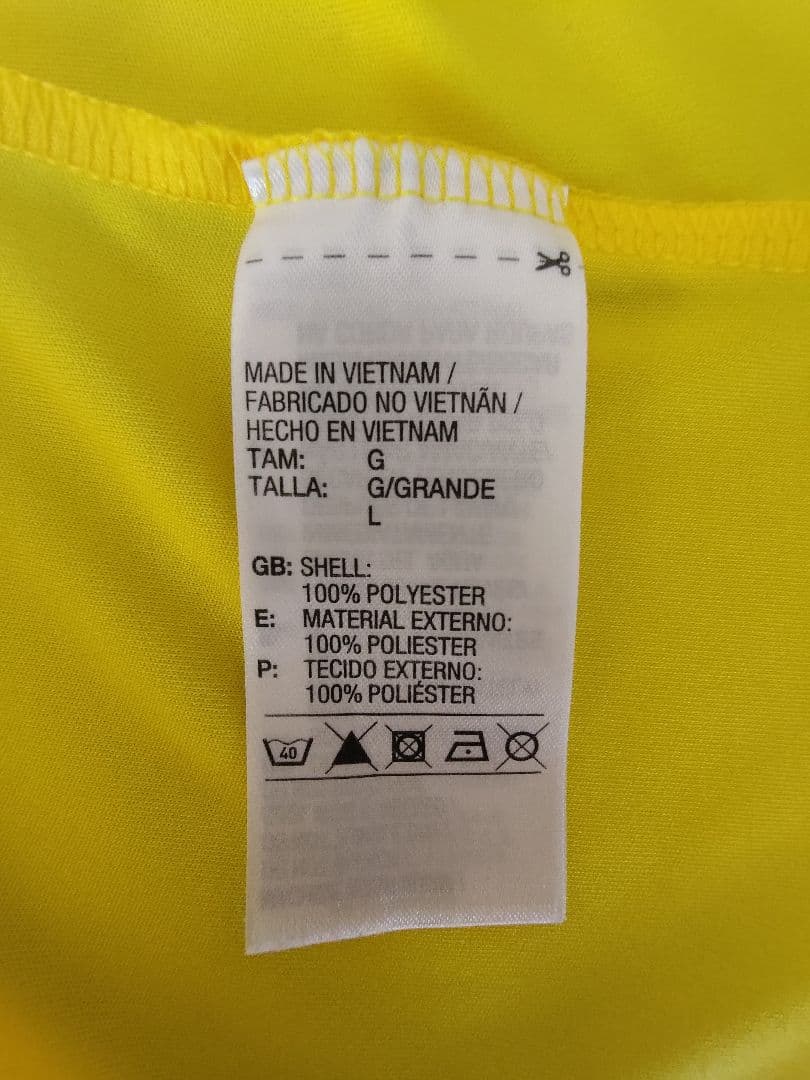 MADE IN VIETNAM /
FABRICADO NO VIETNÃN /
HECHO EN VIETNAM
TAM: G
TALLA: G/GRANDE
L
GB: SHELL:
100% POLYESTER
E: MATERIAL EXTERNO:
100% POLIESTER
P: TECIDO EXTERNO:
100% POLIÉSTER
40